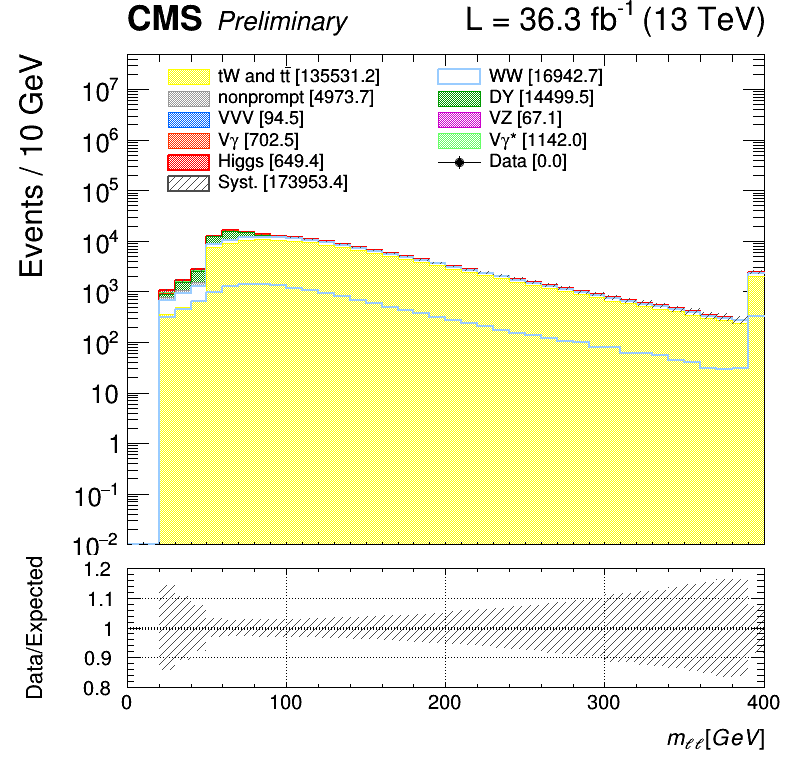 CMS Preliminary L = 36.3 fb⁻¹ (13 TeV)
Events / 10 GeV
tW and tt̄ [135531.2] WW [16942.7]
nonprompt [4973.7] DY [14499.5]
VVV [94.5] VZ [67.1]
Vγ [702.5] Vγ* [1142.0]
Higgs [649.4] Data [0.0]
Syst. [173953.4]
10⁷
10⁶
10⁵
10⁴
10³
10²
10
1
10⁻¹
10⁻²
Data/Expected
1.2
1.1
1
0.9
0.8
0 100 200 300 400
m_ℓℓ[GeV]